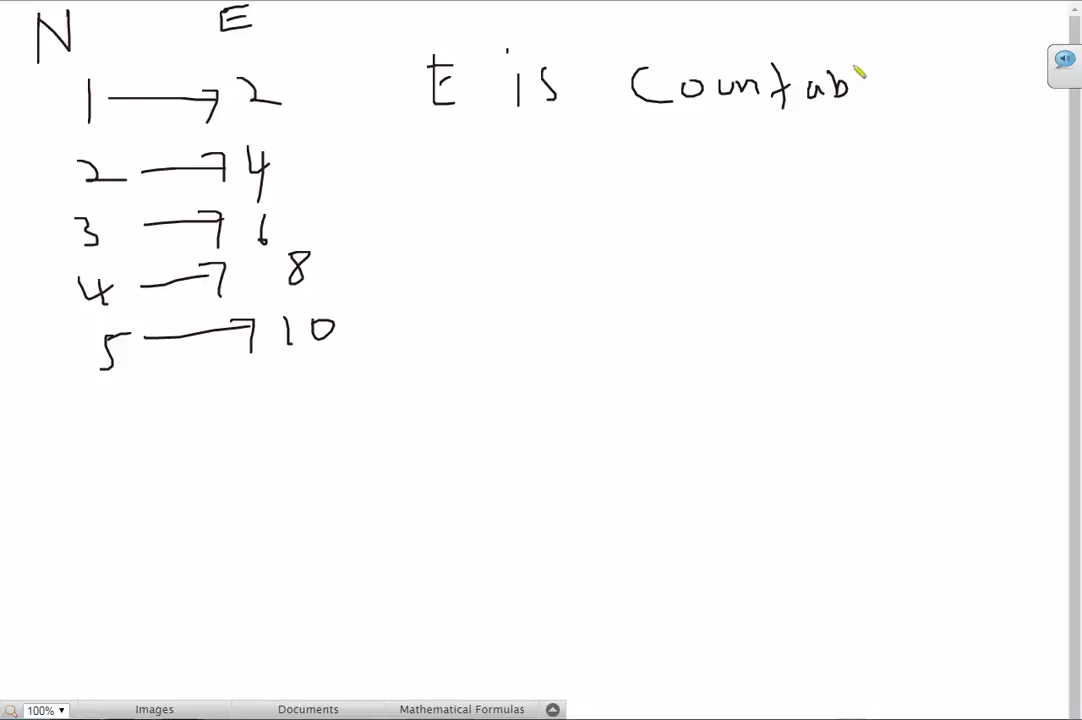 N E
1 → 2 E is Countab
2 → 4
3 → 6
4 → 8
5 → 10
100% ▼ Images Documents Mathematical Formulas